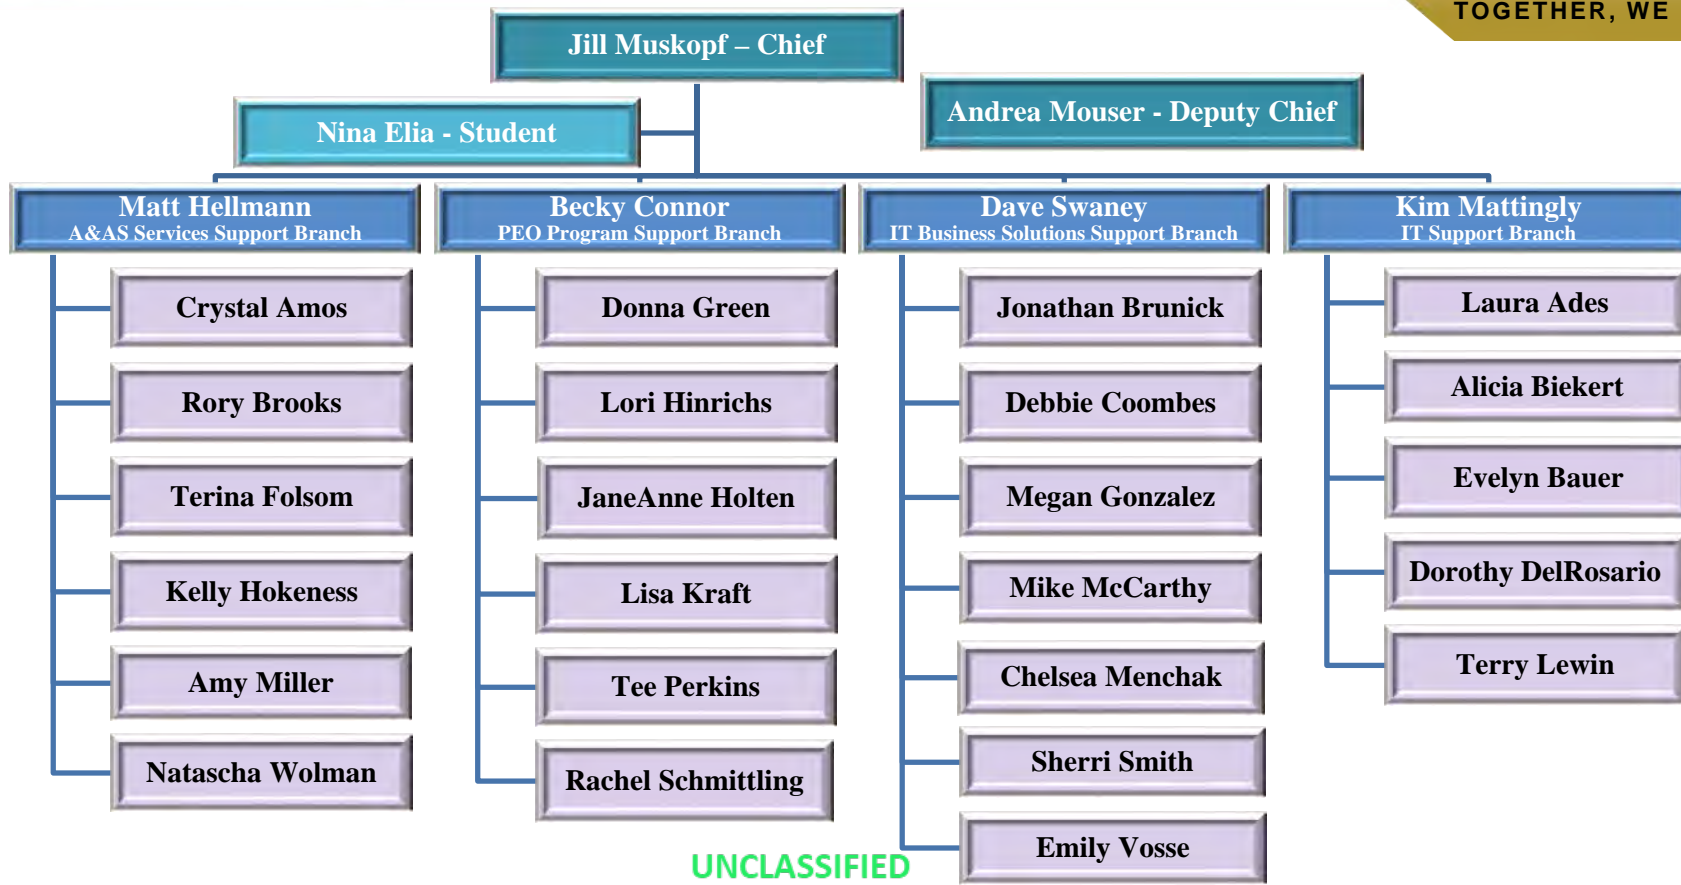 TOGETHER, WE
Jill Muskopf – Chief
Andrea Mouser - Deputy Chief
Nina Elia - Student
Matt Hellmann
A&AS Services Support Branch
Crystal Amos
Rory Brooks
Terina Folsom
Kelly Hokeness
Amy Miller
Natascha Wolman
Becky Connor
PEO Program Support Branch
Donna Green
Lori Hinrichs
JaneAnne Holten
Lisa Kraft
Tee Perkins
Rachel Schmittling
Dave Swaney
IT Business Solutions Support Branch
Jonathan Brunick
Debbie Coombes
Megan Gonzalez
Mike McCarthy
Chelsea Menchak
Sherri Smith
Emily Vosse
Kim Mattingly
IT Support Branch
Laura Ades
Alicia Biekert
Evelyn Bauer
Dorothy DelRosario
Terry Lewin
UNCLASSIFIED